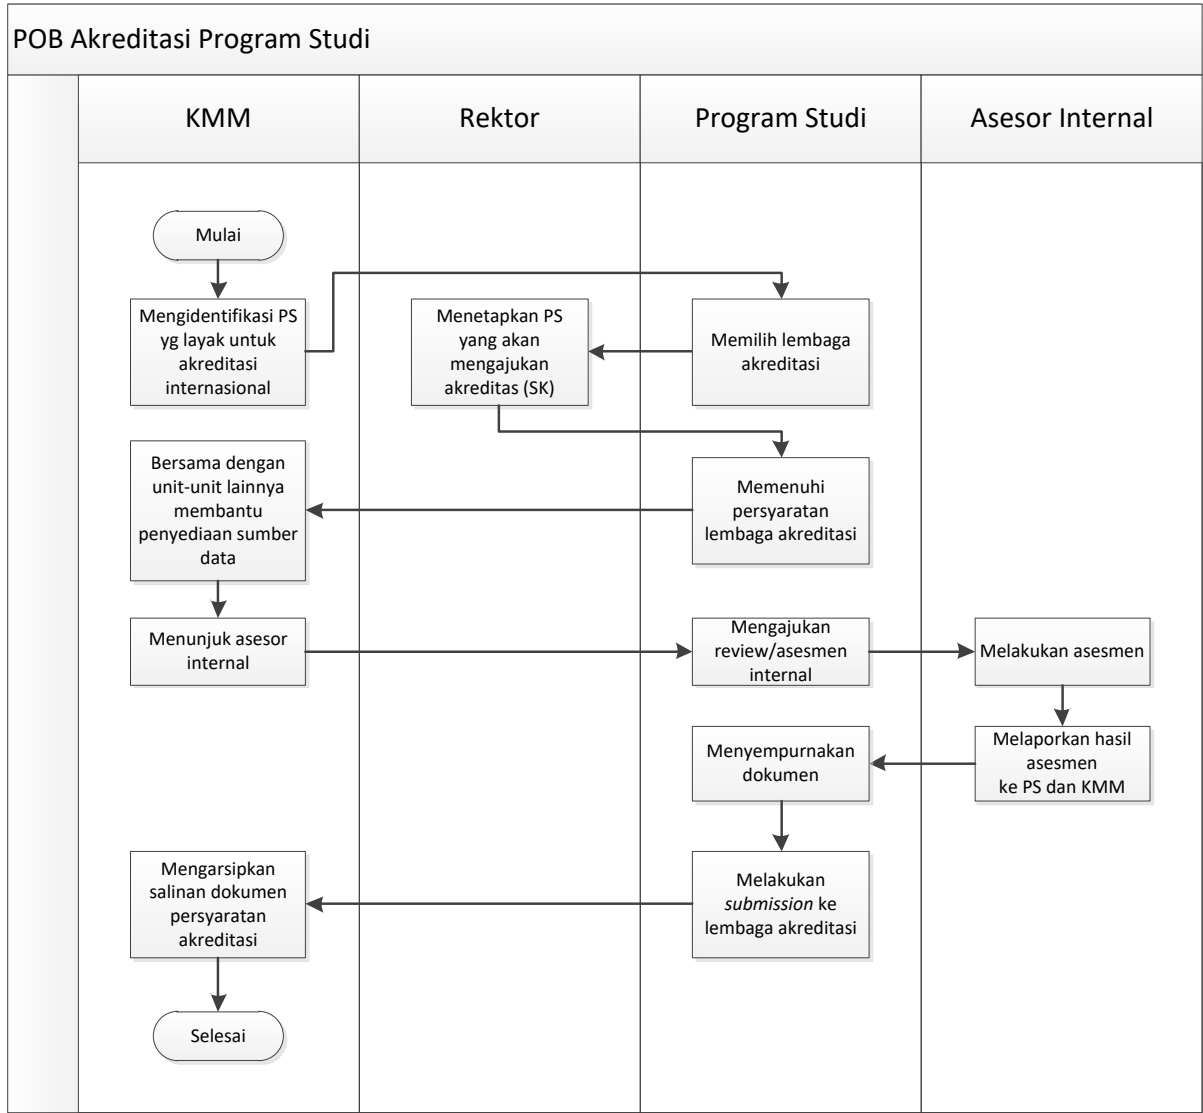 POB Akreditasi Program Studi
KMM
Rektor
Program Studi
Asesor Internal
Mulai
Mengidentifikasi PS
yg layak untuk
akreditasi
internasional
Menetapkan PS
yang akan
mengajukan
akreditas (SK)
Memilih lembaga
akreditasi
Bersama dengan
unit-unit lainnya
membantu
penyediaan sumber
data
Memenuhi
persyaratan
lembaga akreditasi
Menunjuk asesor
internal
Mengajukan
review/asesmen
internal
Melakukan asesmen
Menyempurnakan
dokumen
Melaporkan hasil
asesmen
ke PS dan KMM
Mengarsipkan
salinan dokumen
persyaratan
akreditasi
Melakukan
submission ke
lembaga akreditasi
Selesai